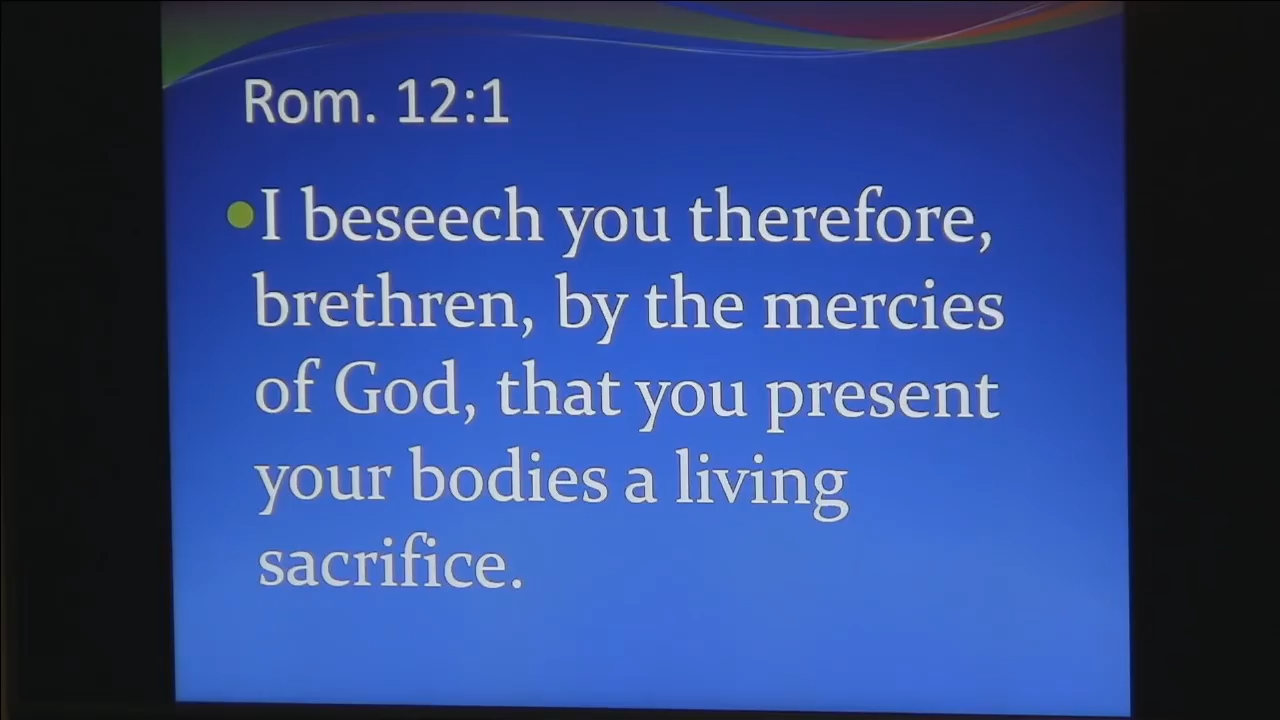 Rom. 12:1
•I beseech you therefore,
brethren, by the mercies
of God, that you present
your bodies a living
sacrifice.